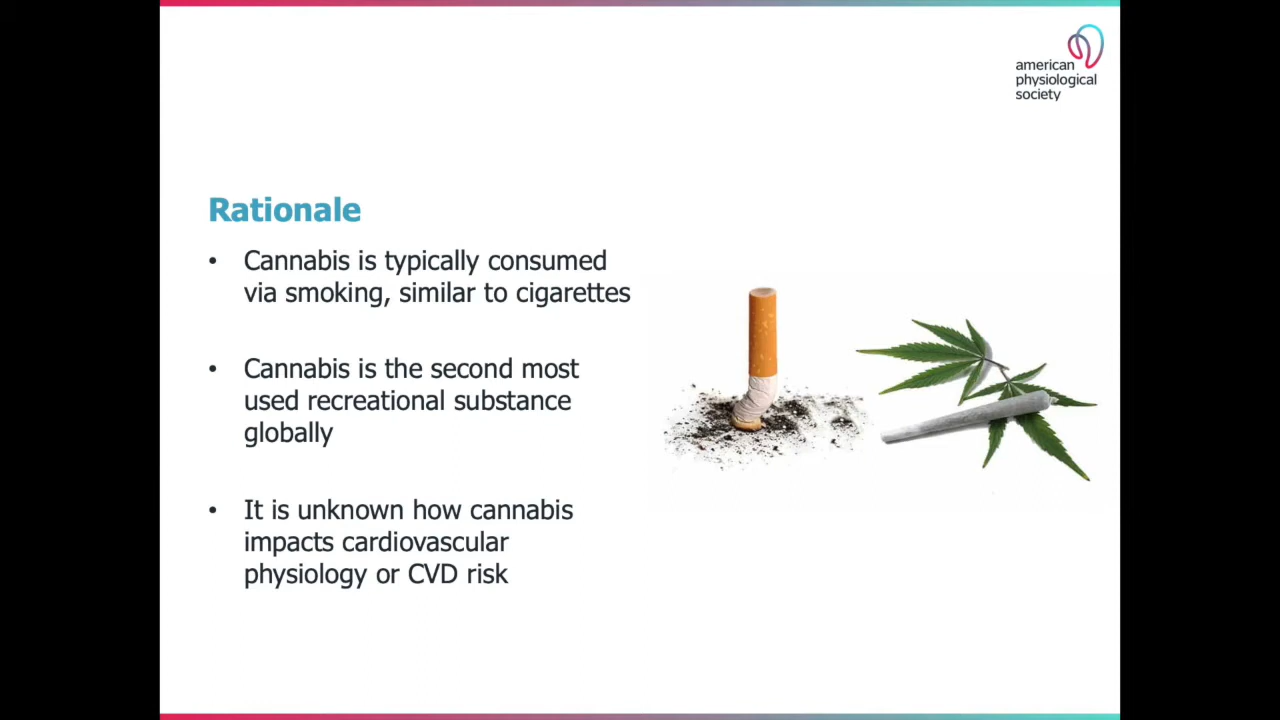 american
physiological
society
Rationale
• Cannabis is typically consumed
via smoking, similar to cigarettes
• Cannabis is the second most
used recreational substance
globally
• It is unknown how cannabis
impacts cardiovascular
physiology or CVD risk